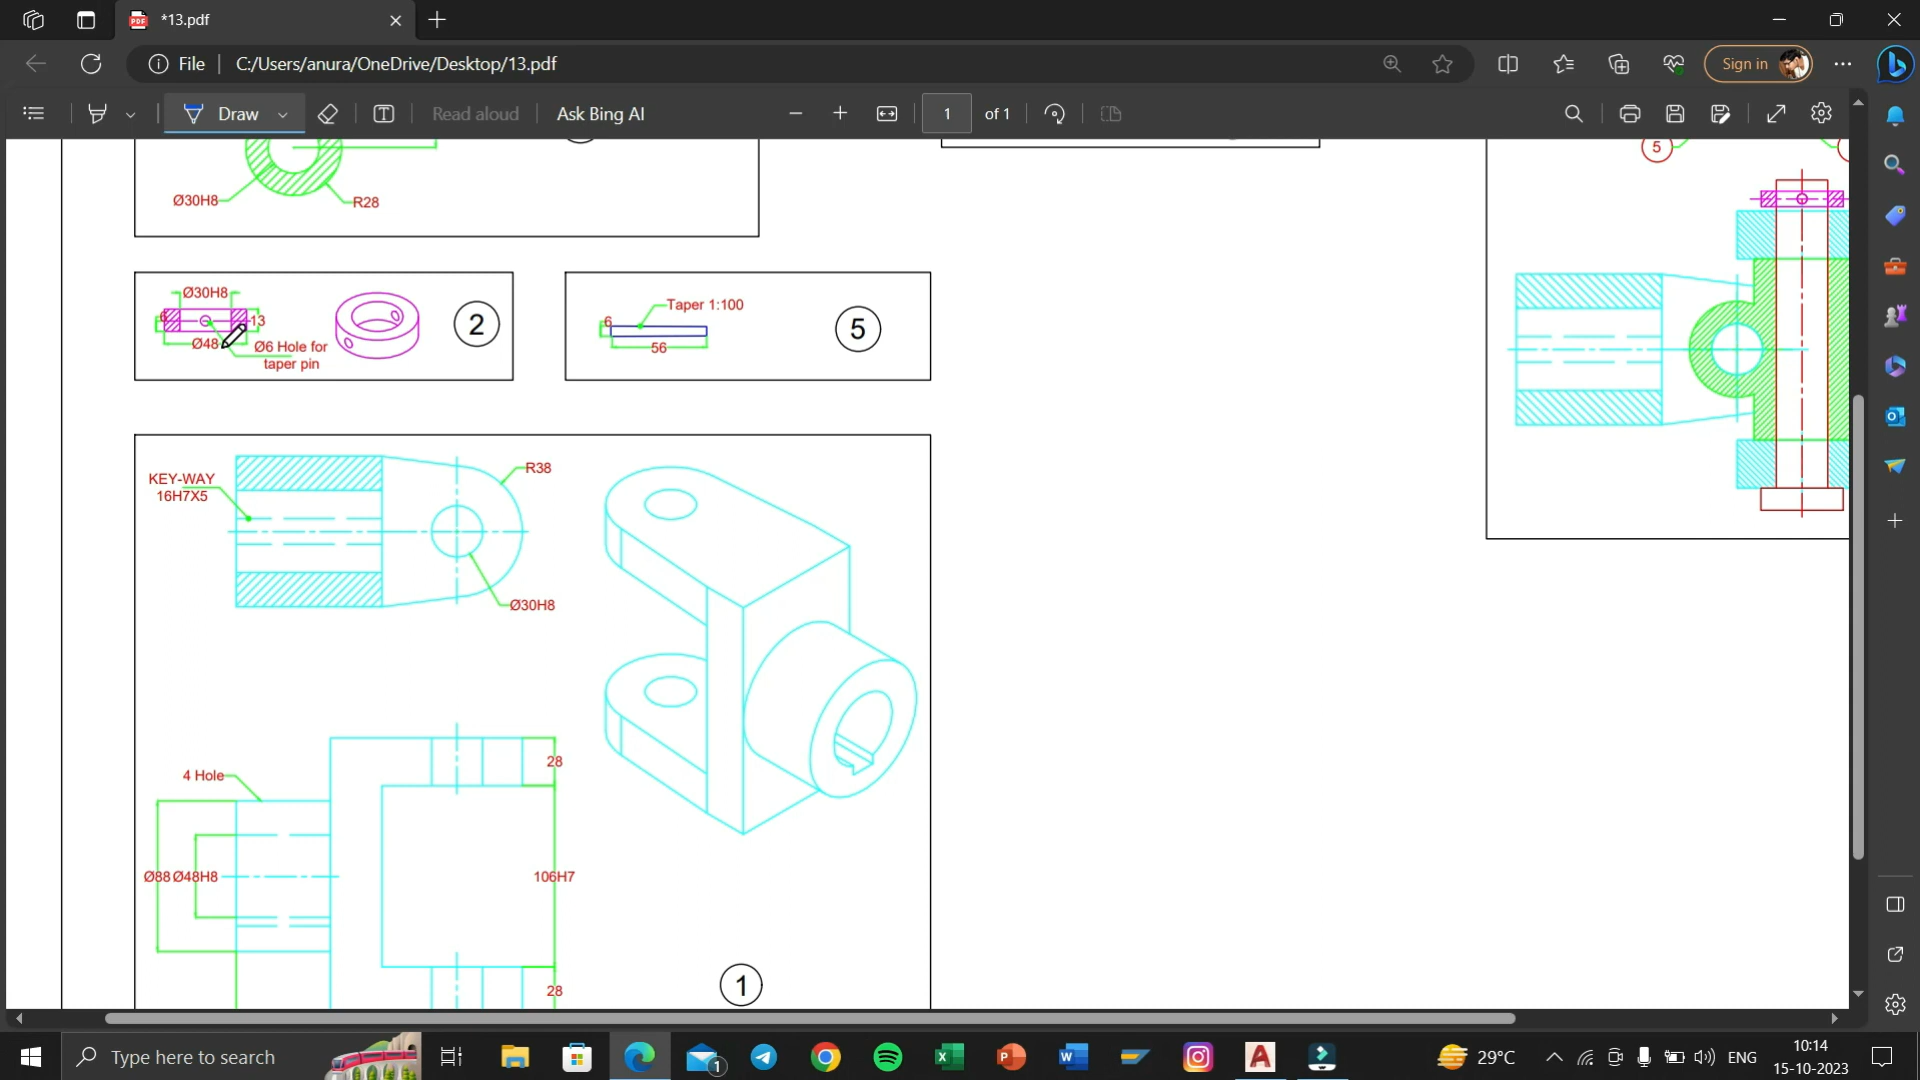 *13.pdf
File
C:/Users/anura/OneDrive/Desktop/13.pdf
Sign in
Draw
Read aloud
Ask Bing AI
1
of 1
Ø30H8
R28
5
Ø30H8
6
13
Ø48
Ø6 Hole for
taper pin
2
Taper 1:100
6
56
5
KEY-WAY
16H7X5
R38
Ø30H8
4 Hole
28
Ø88
Ø48H8
106H7
28
1
Type here to search
1
29°C
ENG
10:14
15-10-2023